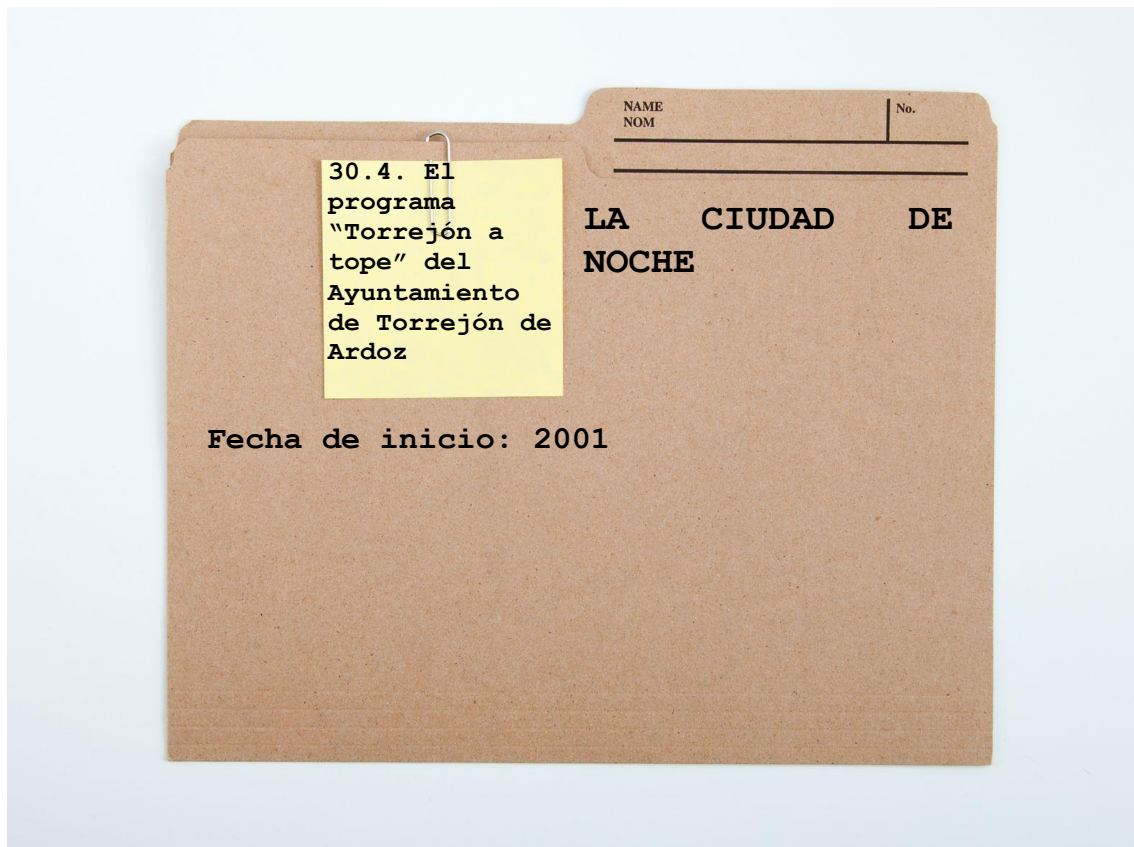 NAME
NOM
No.
30.4. El
programa
“Torrejón a
tope” del
Ayuntamiento
de Torrejón de
Ardoz
LA CIUDAD DE
NOCHE
Fecha de inicio: 2001